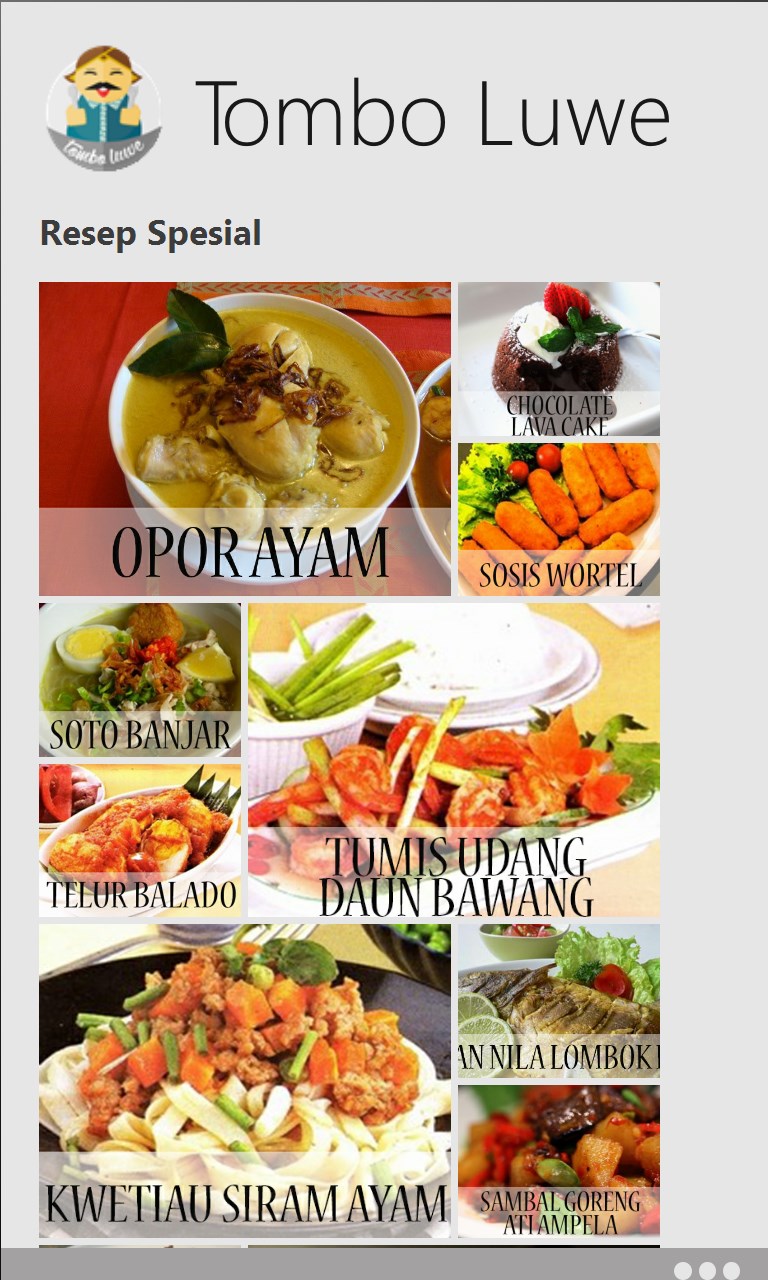 Tombo Luwe
tombo luwe
Resep Spesial
OPOR AYAM
CHOCOLATE
LAVA CAKE
SOSIS WORTEL
SOTO BANJAR
TELUR BALADO
TUMIS UDANG
DAUN BAWANG
KWETIAU SIRAM AYAM
NILA LOMBOK
SAMBAL GORENG
ATI AMPELA